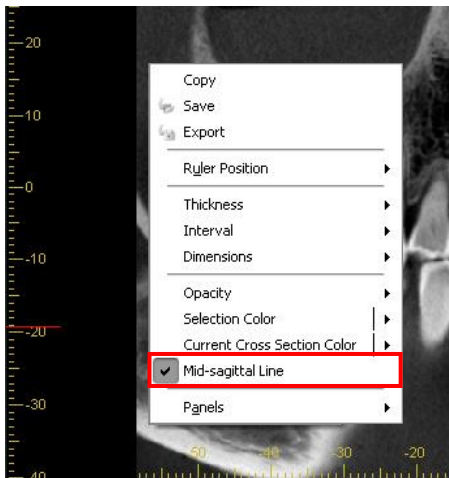 20
10
0
-10
-20
-30
-40
Copy
Save
Export
Ruler Position
Thickness
Interval
Dimensions
Opacity
Selection Color
Current Cross Section Color
Mid-sagittal Line
Panels
-50 -40 -30 -20